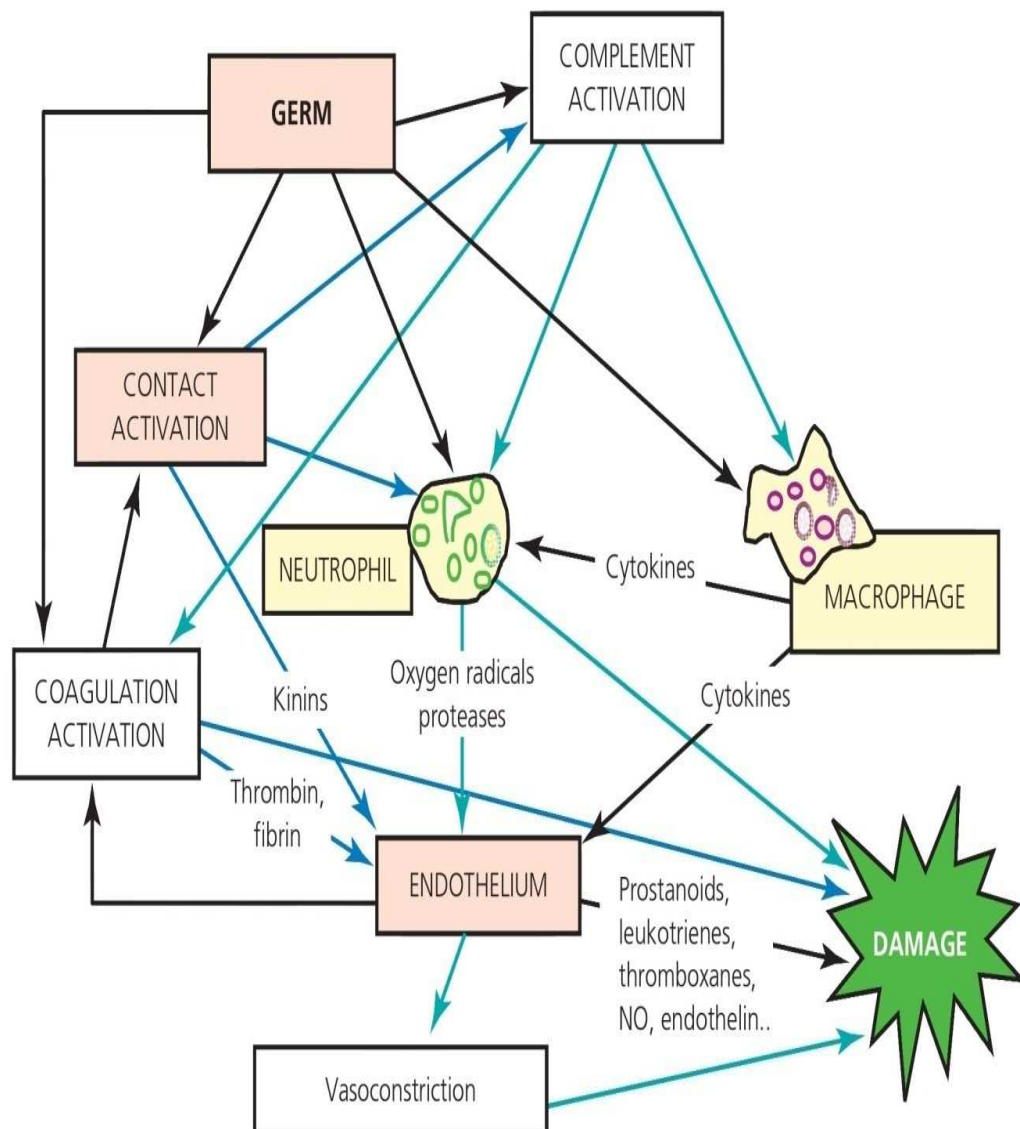 COMPLEMENT
ACTIVATION
GERM
CONTACT
ACTIVATION
NEUTROPHIL
Cytokines
MACROPHAGE
COAGULATION
ACTIVATION
Kinins
Oxygen radicals
proteases
Cytokines
Thrombin,
fibrin
ENDOTHELIUM
Prostanoids,
leukotrienes,
thromboxanes,
NO, endothelin..
DAMAGE
Vasoconstriction